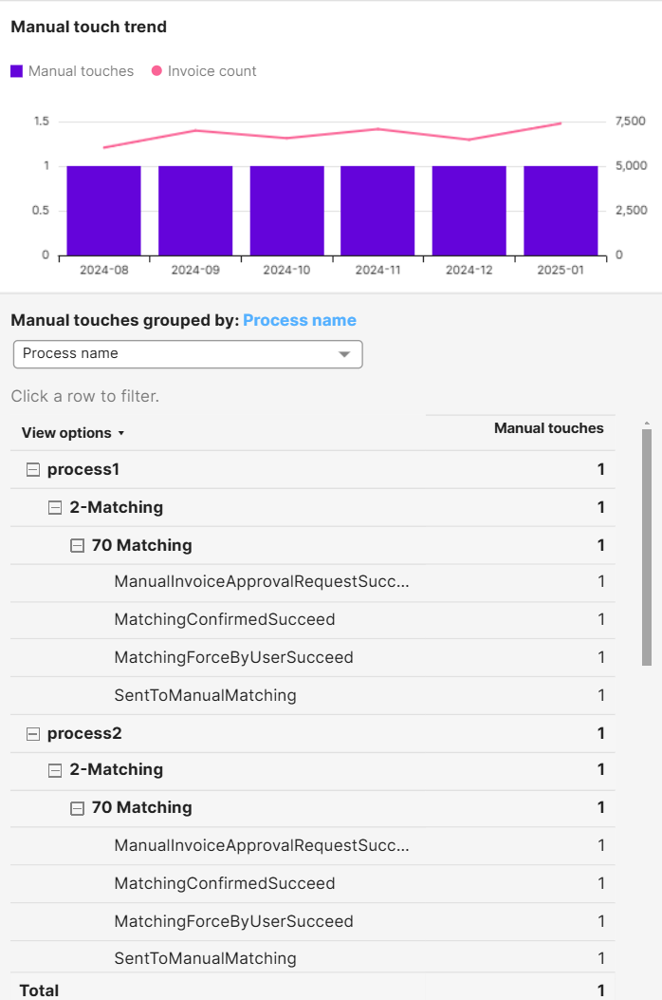 Manual touch trend
Manual touches Invoice count
1.5 7,500
1 5,000
0.5 2,500
0 0
2024-08 2024-09 2024-10 2024-11 2024-12 2025-01
Manual touches grouped by: Process name
Process name
Click a row to filter.
View options Manual touches
process1 1
2-Matching 1
70 Matching 1
ManualInvoiceApprovalRequestSucc... 1
MatchingConfirmedSucceed 1
MatchingForceByUserSucceed 1
SentToManualMatching 1
process2 1
2-Matching 1
70 Matching 1
ManualInvoiceApprovalRequestSucc... 1
MatchingConfirmedSucceed 1
MatchingForceByUserSucceed 1
SentToManualMatching 1
Total 1